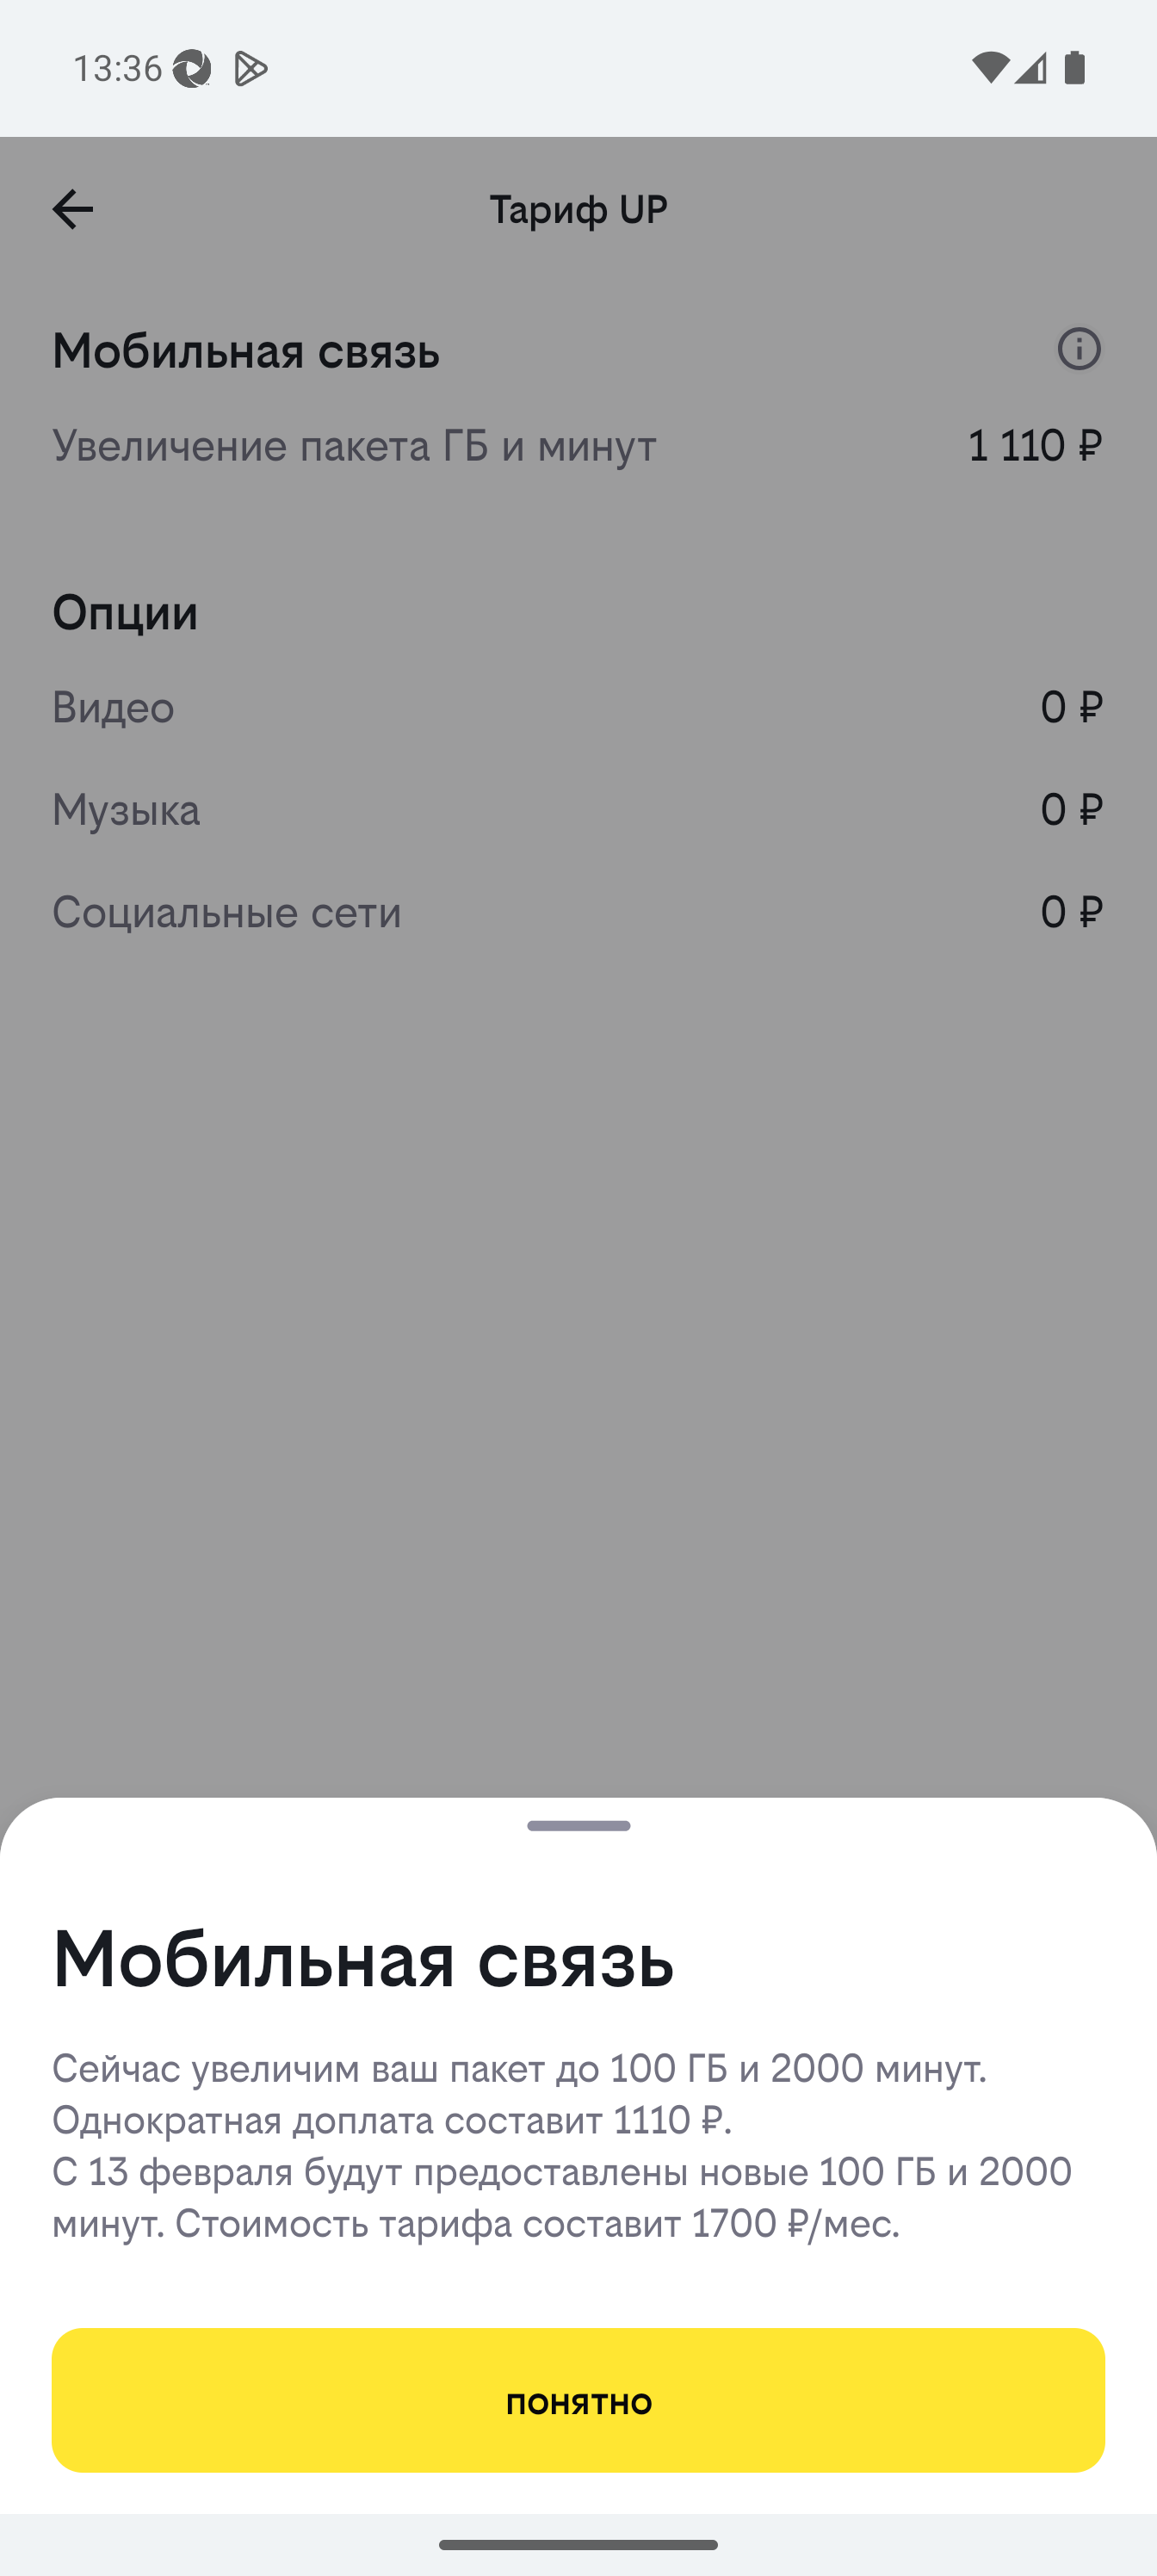 13:36
Тариф UP
Мобильная связь
Увеличение пакета ГБ и минут 1 110 ₽
Опции
Видео 0 ₽
Музыка 0 ₽
Социальные сети 0 ₽
Мобильная связь
Сейчас увеличим ваш пакет до 100 ГБ и 2000 минут.
Однократная доплата составит 1110 ₽.
С 13 февраля будут предоставлены новые 100 ГБ и 2000
минут. Стоимость тарифа составит 1700 ₽/мес.
понятно